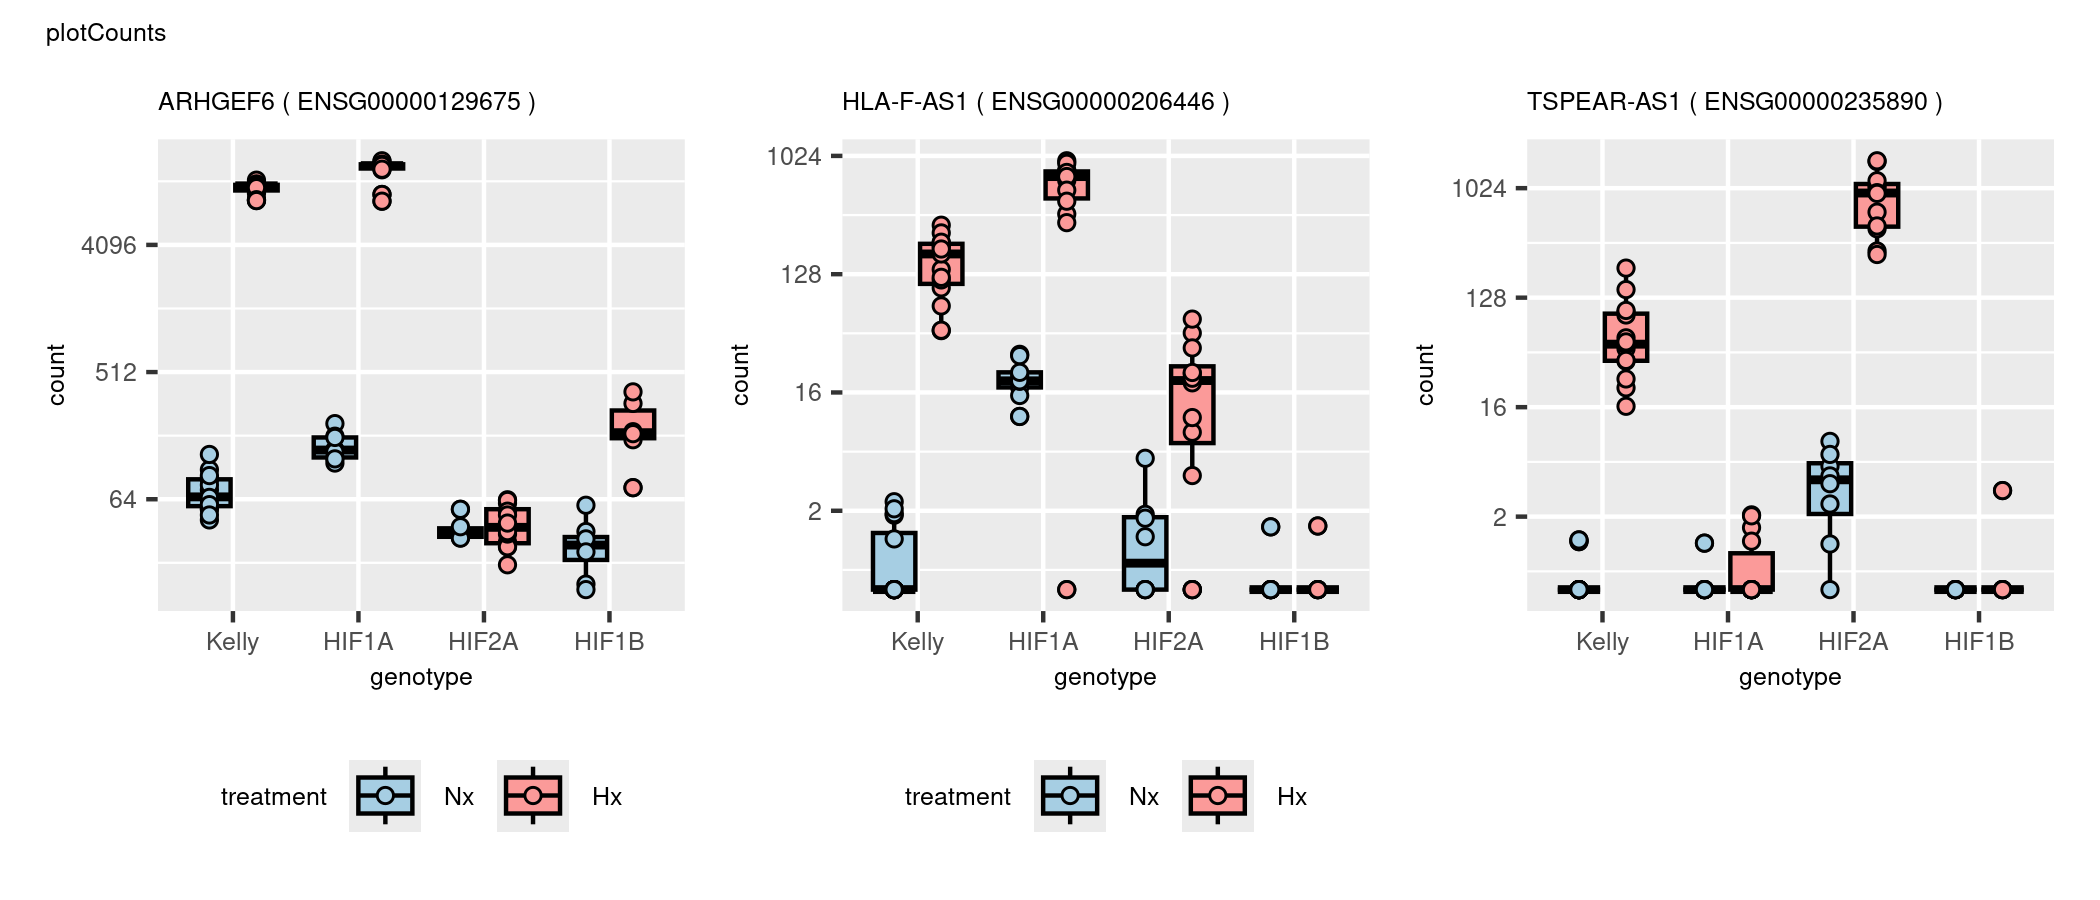 plotCounts
ARHGEF6 ( ENSG00000129675 )
4096
512
64
count
Kelly HIF1A HIF2A HIF1B
genotype
treatment Nx Hx
HLA-F-AS1 ( ENSG00000206446 )
1024
128
16
2
count
Kelly HIF1A HIF2A HIF1B
genotype
treatment Nx Hx
TSPEAR-AS1 ( ENSG00000235890 )
1024
128
16
2
count
Kelly HIF1A HIF2A HIF1B
genotype